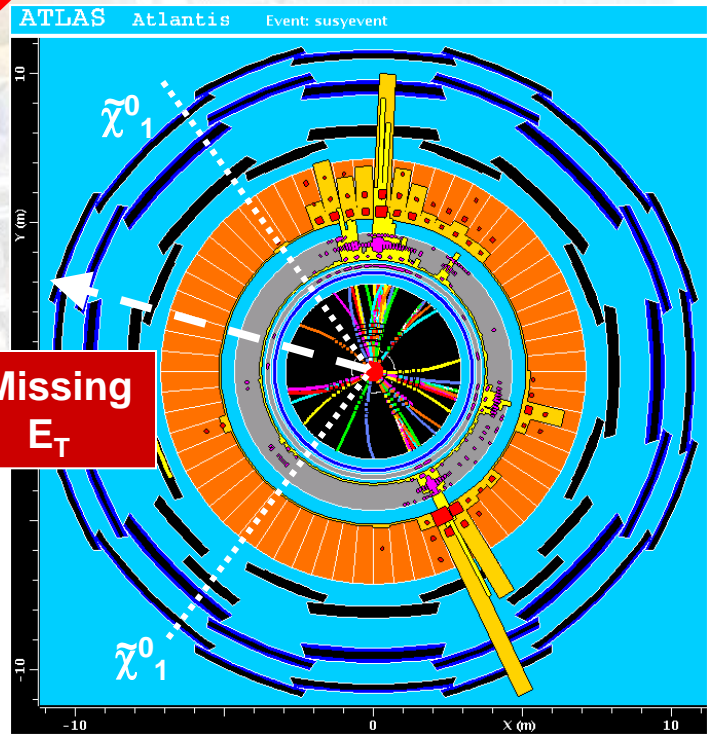 ATLAS Atlantis Event: susyevent
10
χ̃⁰₁
Y (m)
0
Missing
E_T
χ̃⁰₁
-10
-10 0 X (m) 10